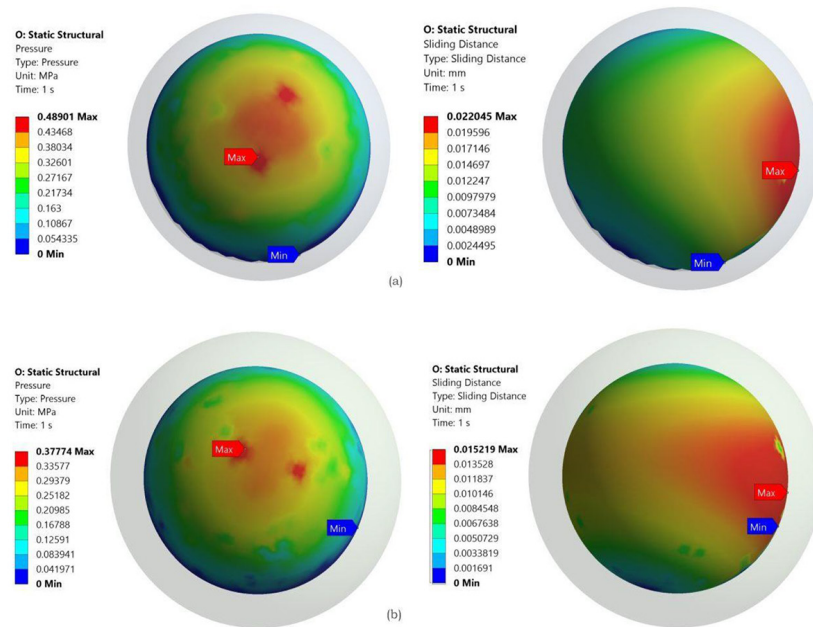 O: Static Structural
Pressure
Type: Pressure
Unit: MPa
Time: 1 s
0.48901 Max
0.43468
0.38034
0.32601
0.27167
0.21734
0.163
0.10867
0.054335
0 Min
Max
Min
O: Static Structural
Sliding Distance
Type: Sliding Distance
Unit: mm
Time: 1 s
0.022045 Max
0.019596
0.017146
0.014697
0.012247
0.0097979
0.0073484
0.0048989
0.0024495
0 Min
Max
Min
(a)
O: Static Structural
Pressure
Type: Pressure
Unit: MPa
Time: 1 s
0.37774 Max
0.33577
0.29379
0.25182
0.20985
0.16788
0.12591
0.083941
0.041971
0 Min
Max
Min
O: Static Structural
Sliding Distance
Type: Sliding Distance
Unit: mm
Time: 1 s
0.015219 Max
0.013528
0.011837
0.010146
0.0084548
0.0067638
0.0050729
0.0033819
0.001691
0 Min
Max
Min
(b)